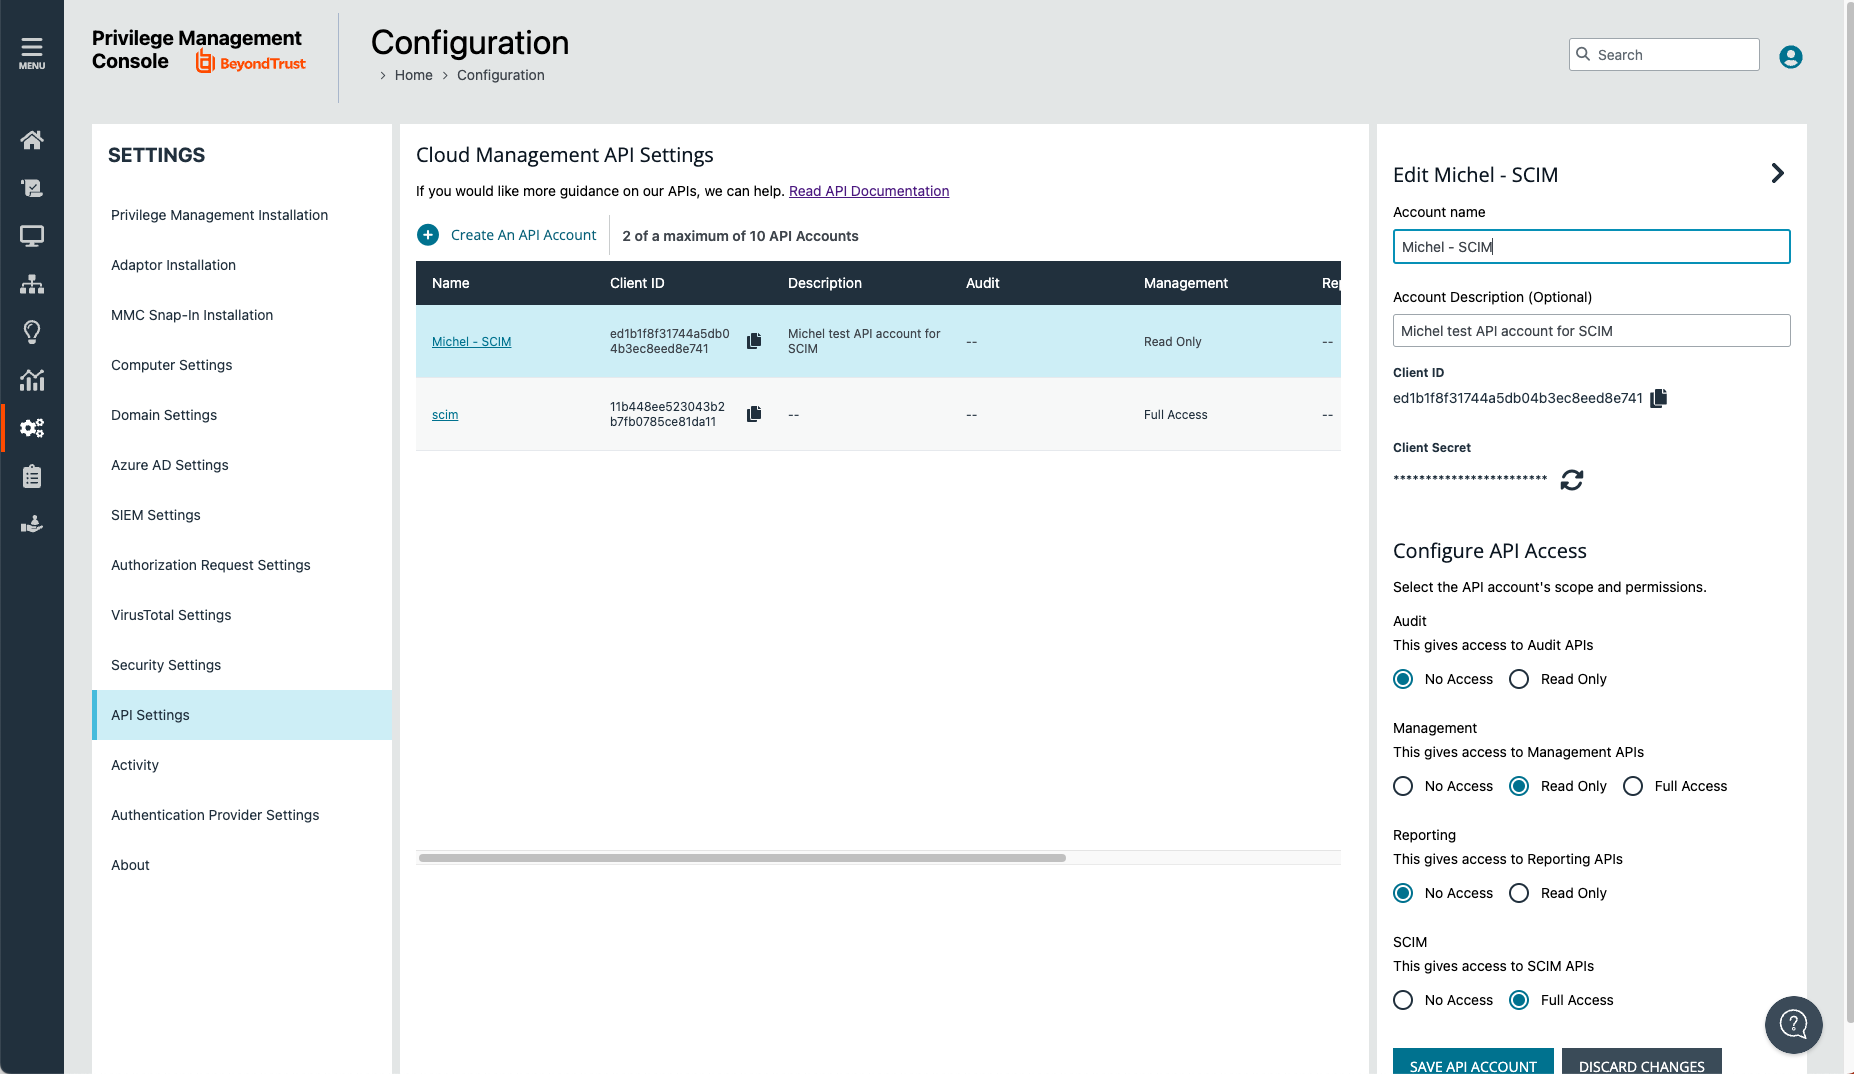 MENU
Privilege Management
Console
BeyondTrust
Configuration
Home
Configuration
Search
SETTINGS
Privilege Management Installation
Adaptor Installation
MMC Snap-In Installation
Computer Settings
Domain Settings
Azure AD Settings
SIEM Settings
Authorization Request Settings
VirusTotal Settings
Security Settings
API Settings
Activity
Authentication Provider Settings
About
Cloud Management API Settings
If you would like more guidance on our APIs, we can help. Read API Documentation
Create An API Account
2 of a maximum of 10 API Accounts
Name Client ID Description Audit Management Rep
Michel - SCIM
ed1b1f8f31744a5db0
4b3ec8eed8e741
Michel test API account for
SCIM
--
Read Only
--
scim
11b448ee523043b2
b7fb0785ce81da11
--
--
Full Access
--
Edit Michel - SCIM
Account name
Michel - SCIM
Account Description (Optional)
Michel test API account for SCIM
Client ID
ed1b1f8f31744a5db04b3ec8eed8e741
Client Secret
************************
Configure API Access
Select the API account's scope and permissions.
Audit
This gives access to Audit APIs
No Access Read Only
Management
This gives access to Management APIs
No Access Read Only Full Access
Reporting
This gives access to Reporting APIs
No Access Read Only
SCIM
This gives access to SCIM APIs
No Access Full Access
SAVE API ACCOUNT
DISCARD CHANGES